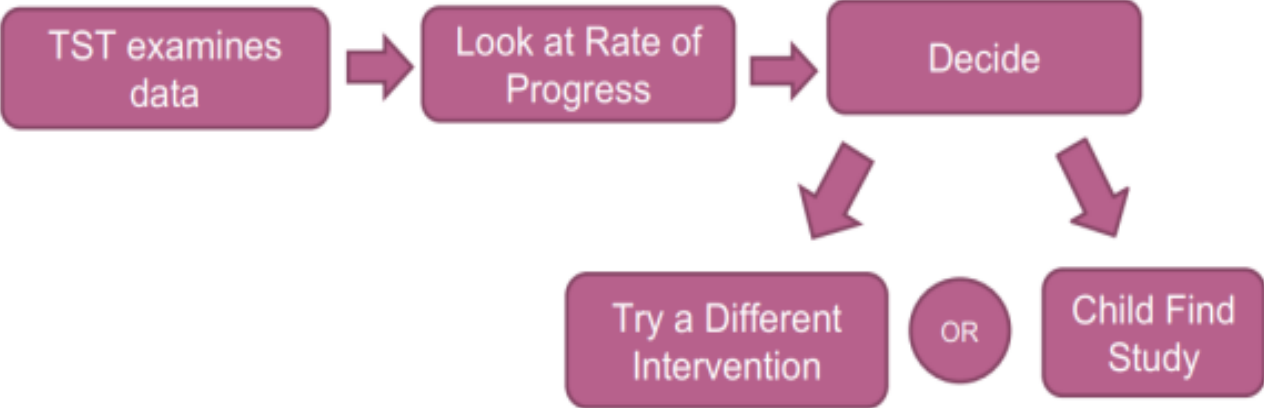 TST examines
data
Look at Rate of
Progress
Decide
Try a Different
Intervention
OR
Child Find
Study